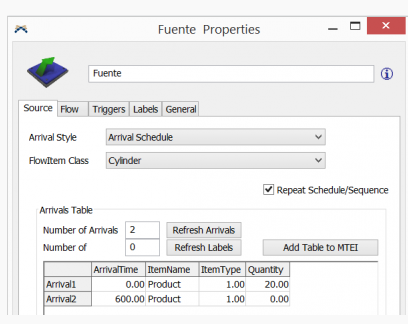 Fuente Properties
Fuente
Source Flow Triggers Labels General
Arrival Style Arrival Schedule
FlowItem Class Cylinder
Repeat Schedule/Sequence
Arrivals Table
Number of Arrivals 2 Refresh Arrivals
Number of 0 Refresh Labels Add Table to MTEI
ArrivalTime ItemName ItemType Quantity
Arrival1 0.00 Product 1.00 20.00
Arrival2 600.00 Product 1.00 0.00